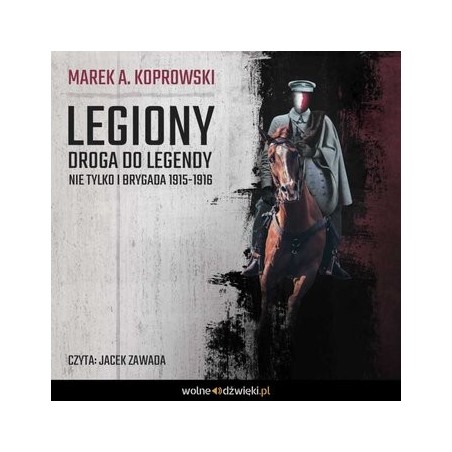 MAREK A. KOPROWSKI
LEGIONY
DROGA DO LEGENDY
NIE TYLKO I BRYGADA 1915-1916
CZYTA: JACEK ZAWADA
wolnedźwięki.pl